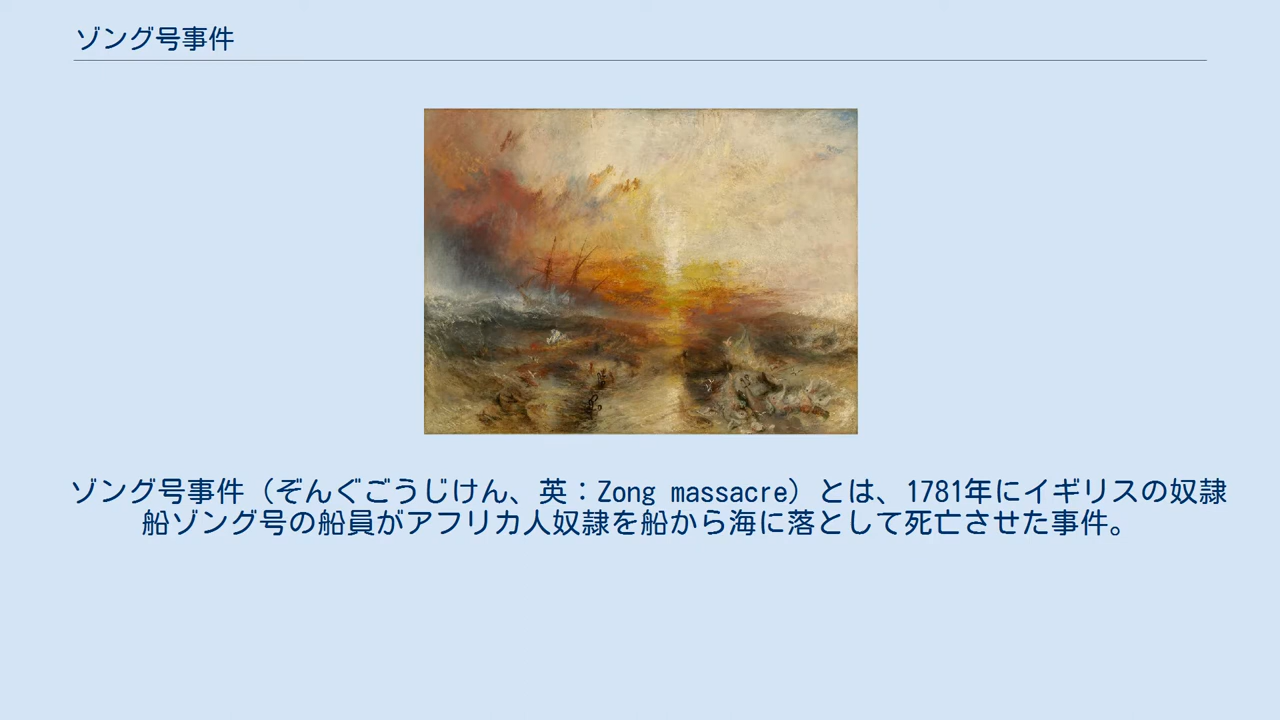 ゾング号事件
ゾング号事件（ぞんぐごうじけん、英：Zong massacre）とは、1781年にイギリスの奴隷
船ゾング号の船員がアフリカ人奴隷を船から海に落として死亡させた事件。